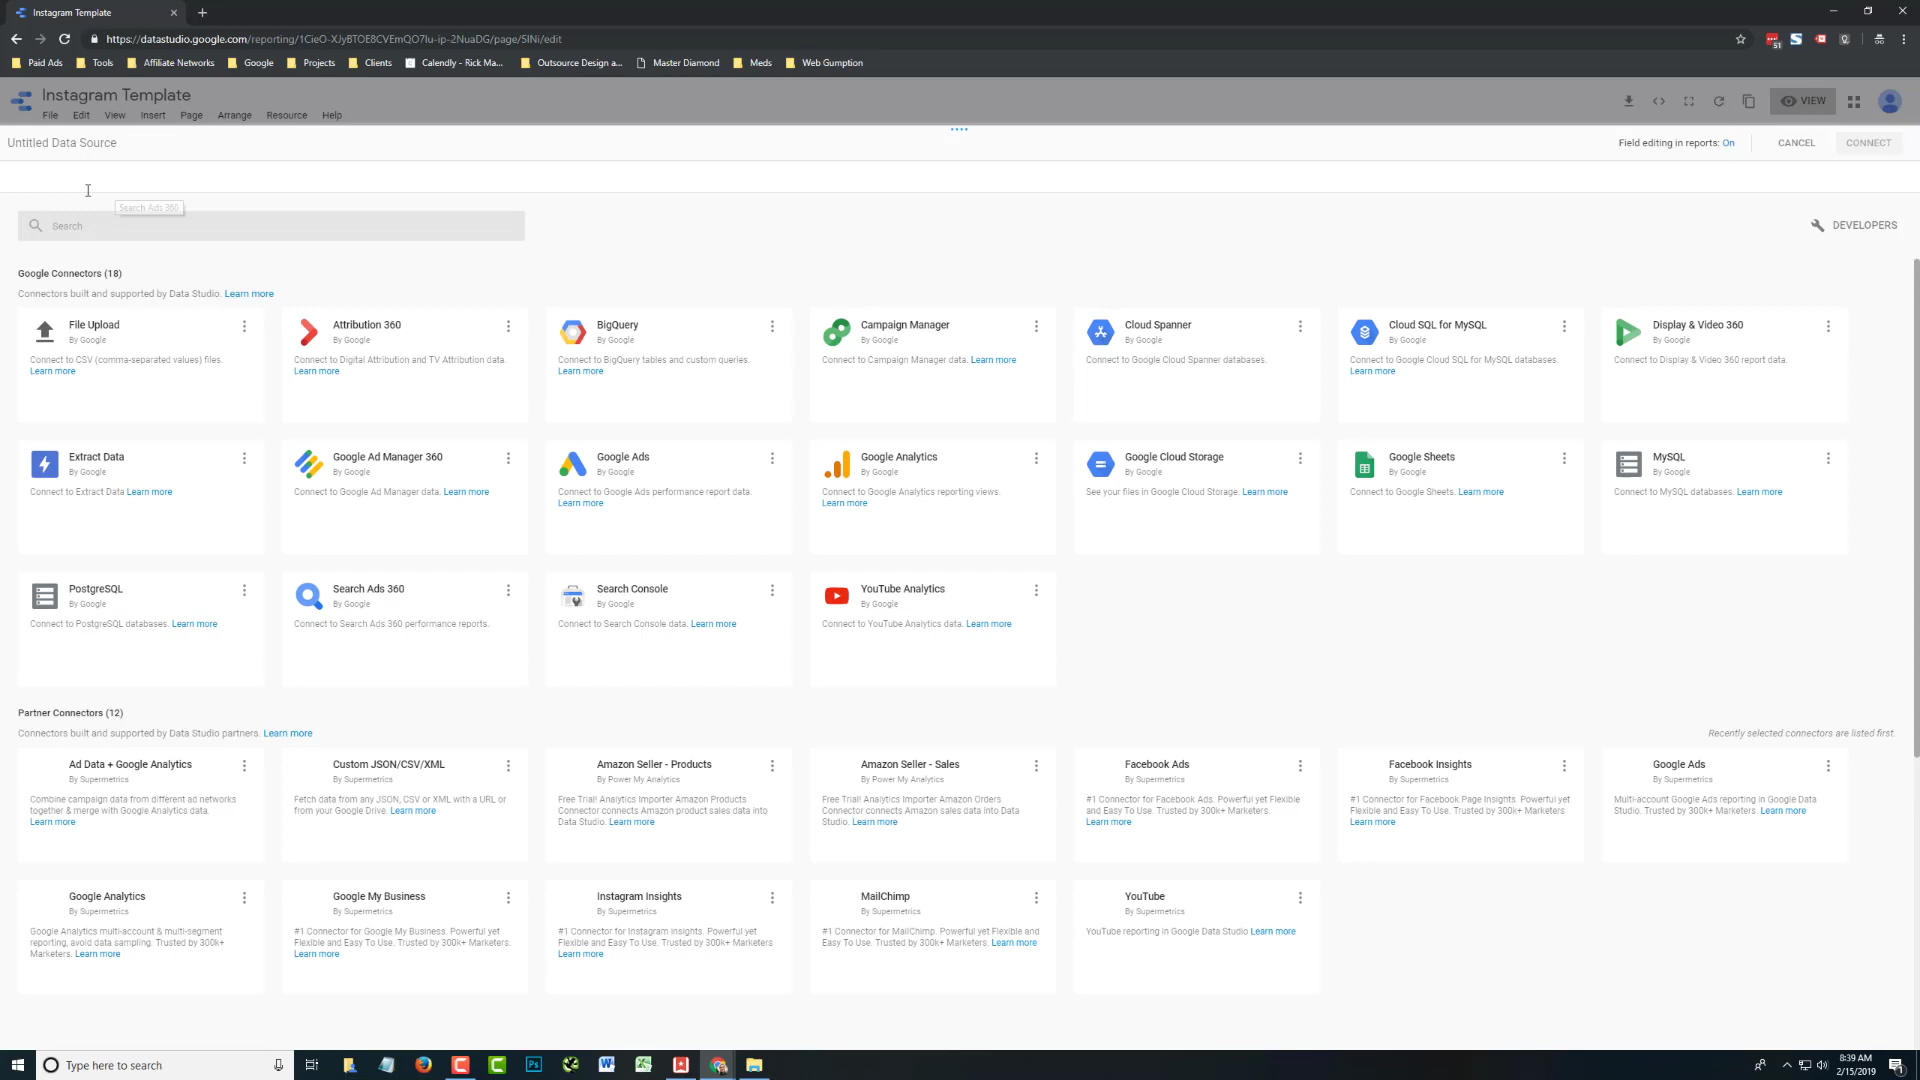 Instagram Template
https://datastudio.google.com/reporting/1CieO-XJyBTOE8CVEmQO7Iu-ip-2NuaDG/page/5INi/edit
51
Paid Ads
Tools
Affiliate Networks
Google
Projects
Clients
Calendly - Rick Ma...
Outsource Design a...
Master Diamond
Meds
Web Gumption
Instagram Template
VIEW
File Edit View Insert Page Arrange Resource Help
Untitled Data Source
Field editing in reports: On
CANCEL
CONNECT
Search Ads 360
Search
DEVELOPERS
Google Connectors (18)
Connectors built and supported by Data Studio. Learn more
File Upload
By Google
Connect to CSV (comma-separated values) files.
Learn more
Attribution 360
By Google
Connect to Digital Attribution and TV Attribution data.
Learn more
BigQuery
By Google
Connect to BigQuery tables and custom queries.
Learn more
Campaign Manager
By Google
Connect to Campaign Manager data. Learn more
Cloud Spanner
By Google
Connect to Google Cloud Spanner databases.
Cloud SQL for MySQL
By Google
Connect to Google Cloud SQL for MySQL databases.
Learn more
Display & Video 360
By Google
Connect to Display & Video 360 report data.
Extract Data
By Google
Connect to Extract Data Learn more
Google Ad Manager 360
By Google
Connect to Google Ad Manager data. Learn more
Google Ads
By Google
Connect to Google Ads performance report data.
Learn more
Google Analytics
By Google
Connect to Google Analytics reporting views.
Learn more
Google Cloud Storage
By Google
See your files in Google Cloud Storage. Learn more
Google Sheets
By Google
Connect to Google Sheets. Learn more
MySQL
By Google
Connect to MySQL databases. Learn more
PostgreSQL
By Google
Connect to PostgreSQL databases. Learn more
Search Ads 360
By Google
Connect to Search Ads 360 performance reports.
Search Console
By Google
Connect to Search Console data. Learn more
YouTube Analytics
By Google
Connect to YouTube Analytics data. Learn more
Partner Connectors (12)
Connectors built and supported by Data Studio partners. Learn more
Recently selected connectors are listed first.
Ad Data + Google Analytics
By Supermetrics
Combine campaign data from different ad networks
together & merge with Google Analytics data.
Learn more
Custom JSON/CSV/XML
By Supermetrics
Fetch data from any JSON, CSV or XML with a URL or
from your Google Drive. Learn more
Amazon Seller - Products
By Power My Analytics
Free Trial! Analytics Importer Amazon Products
Connector connects Amazon product sales data into
Data Studio. Learn more
Amazon Seller - Sales
By Power My Analytics
Free Trial! Analytics Importer Amazon Orders
Connector connects Amazon sales data into Data
Studio. Learn more
Facebook Ads
By Supermetrics
#1 Connector for Facebook Ads. Powerful yet Flexible
and Easy To Use. Trusted by 300k+ Marketers.
Learn more
Facebook Insights
By Supermetrics
#1 Connector for Facebook Page Insights. Powerful yet
Flexible and Easy To Use. Trusted by 300k+ Marketers
Learn more
Google Ads
By Supermetrics
Multi-account Google Ads reporting in Google Data
Studio. Trusted by 300k+ Marketers. Learn more
Google Analytics
By Supermetrics
Google Analytics multi-account & multi-segment
reporting, avoid data sampling. Trusted by 300k+
Marketers. Learn more
Google My Business
By Supermetrics
#1 Connector for Google My Business. Powerful yet
Flexible and Easy To Use. Trusted by 300k+ Marketers.
Learn more
Instagram Insights
By Supermetrics
#1 Connector for Instagram insights. Powerful yet
Flexible and Easy To Use. Trusted by 300k+ Marketers
Learn more
MailChimp
By Supermetrics
#1 Connector for MailChimp. Powerful yet Flexible and
Easy To Use. Trusted by 300k+ Marketers. Learn more
YouTube
By Supermetrics
YouTube reporting in Google Data Studio Learn more
Type here to search
Ps
8:39 AM
2/15/2019